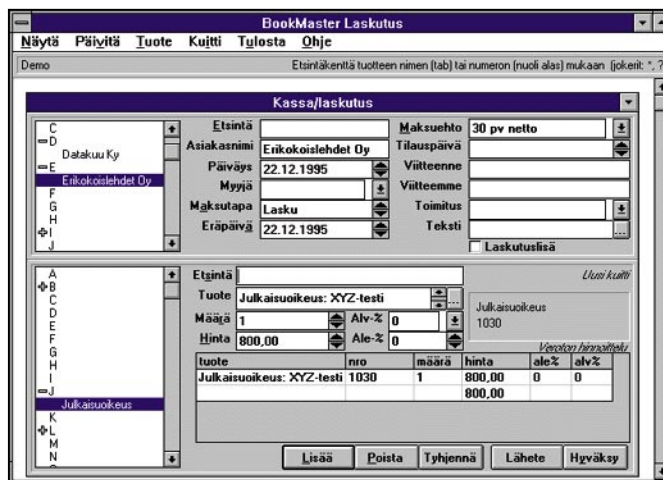 BookMaster Laskutus
Näytä Päivitä Tuote Kuitti Tulosta Ohje
Demo Etsintäkenttä tuotteen nimen (tab) tai numeron (nuoli alas) mukaan (jokerit: *, ?
Kassa/laskutus
C
D
Datakuu Ky
E
Erikokoislehdet Oy
F
G
H
I
J
Etsintä
Asiakasnimi Erikokoislehdet Oy
Päiväys 22.12.1995
Myyjä
Maksutapa Lasku
Eräpäivä 22.12.1995
Maksuehto 30 pv netto
Tilauspäivä
Viitteenne
Viitteemme
Toimitus
Teksti ...
Laskutuslisä
A
B
C
D
E
F
G
H
I
J
Julkaisuoikeus
K
L
M
N
Etsintä
Uusi kuitti
Tuote Julkaisuoikeus: XYZ-testi ...
Määrä 1 Alv-% 0
Hinta 800,00 Ale-% 0
Julkaisuoikeus
1030
Veroton hinnoittelu
tuote nro määrä hinta ale% alv%
Julkaisuoikeus: XYZ-testi 1030 1 800,00 0 0
800,00
Lisää Poista Tyhjennä Lähete Hyväksy